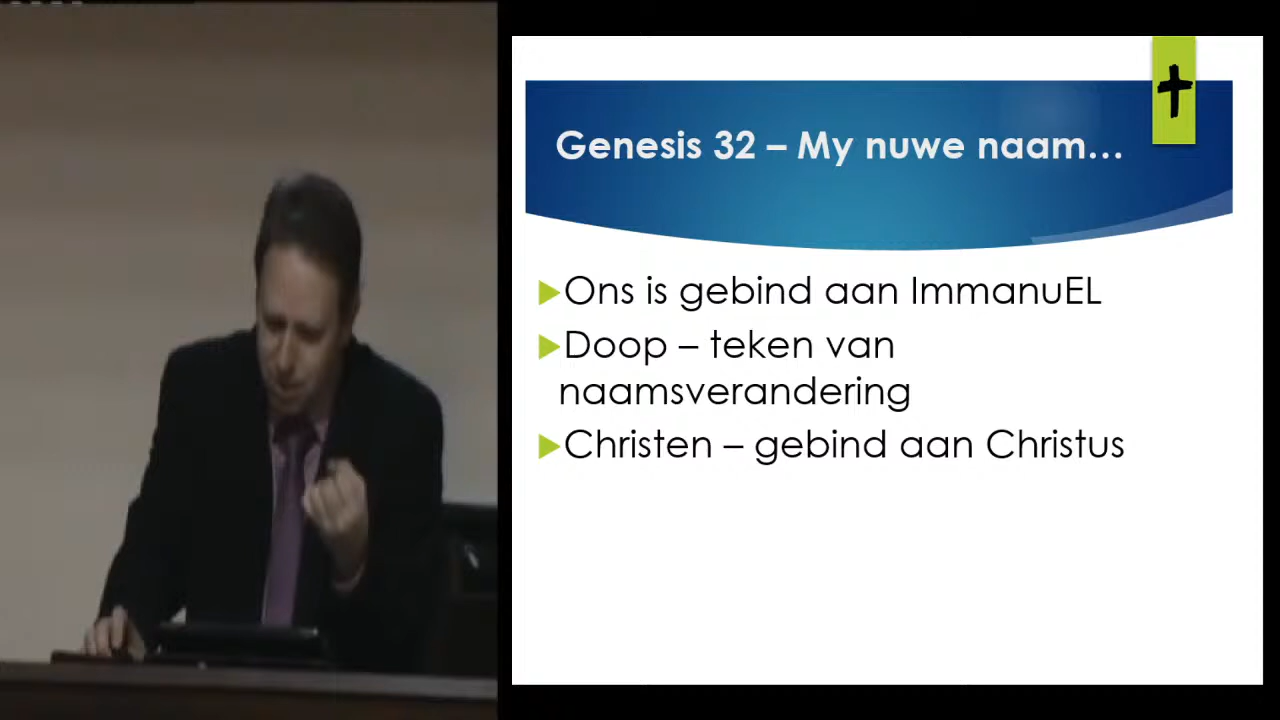 Genesis 32 – My nuwe naam...
Ons is gebind aan ImmanuEL
Doop – teken van
naamsverandering
Christen – gebind aan Christus